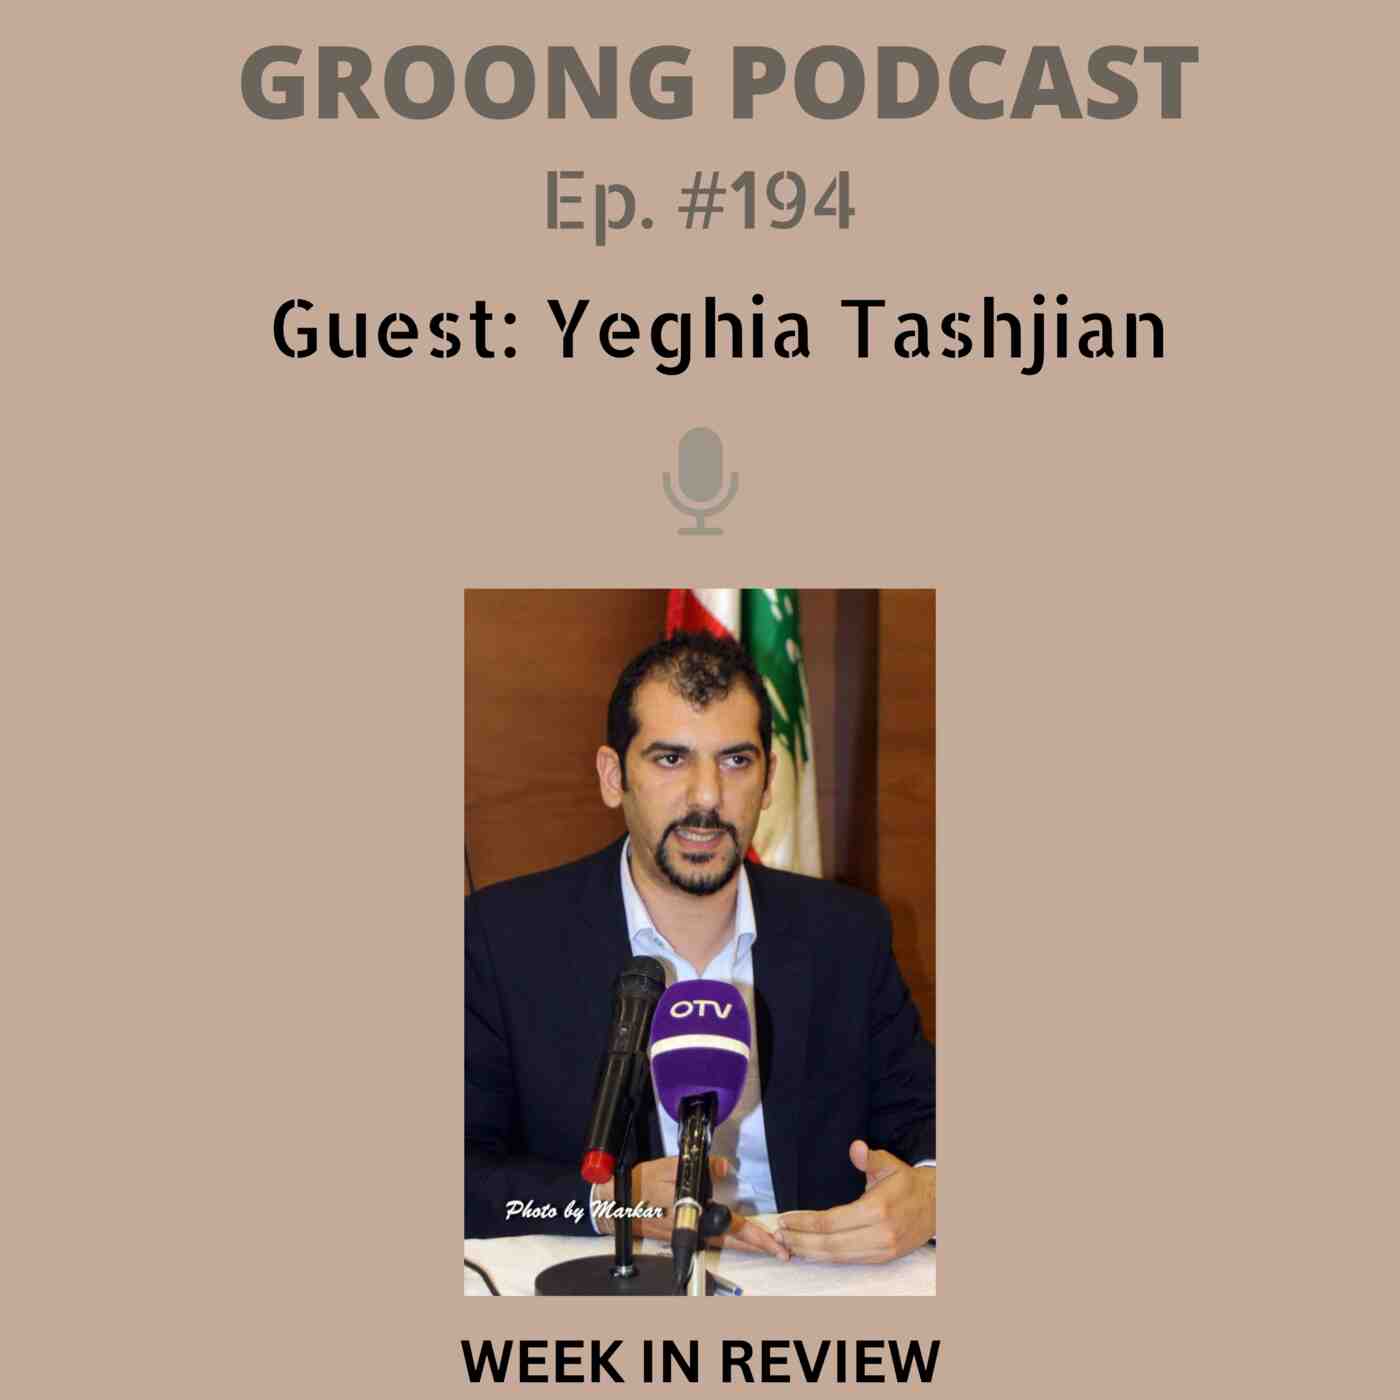 GROONG PODCAST
Ep. #194
Guest: Yeghia Tashjian
OTV
Photo by Markar
WEEK IN REVIEW